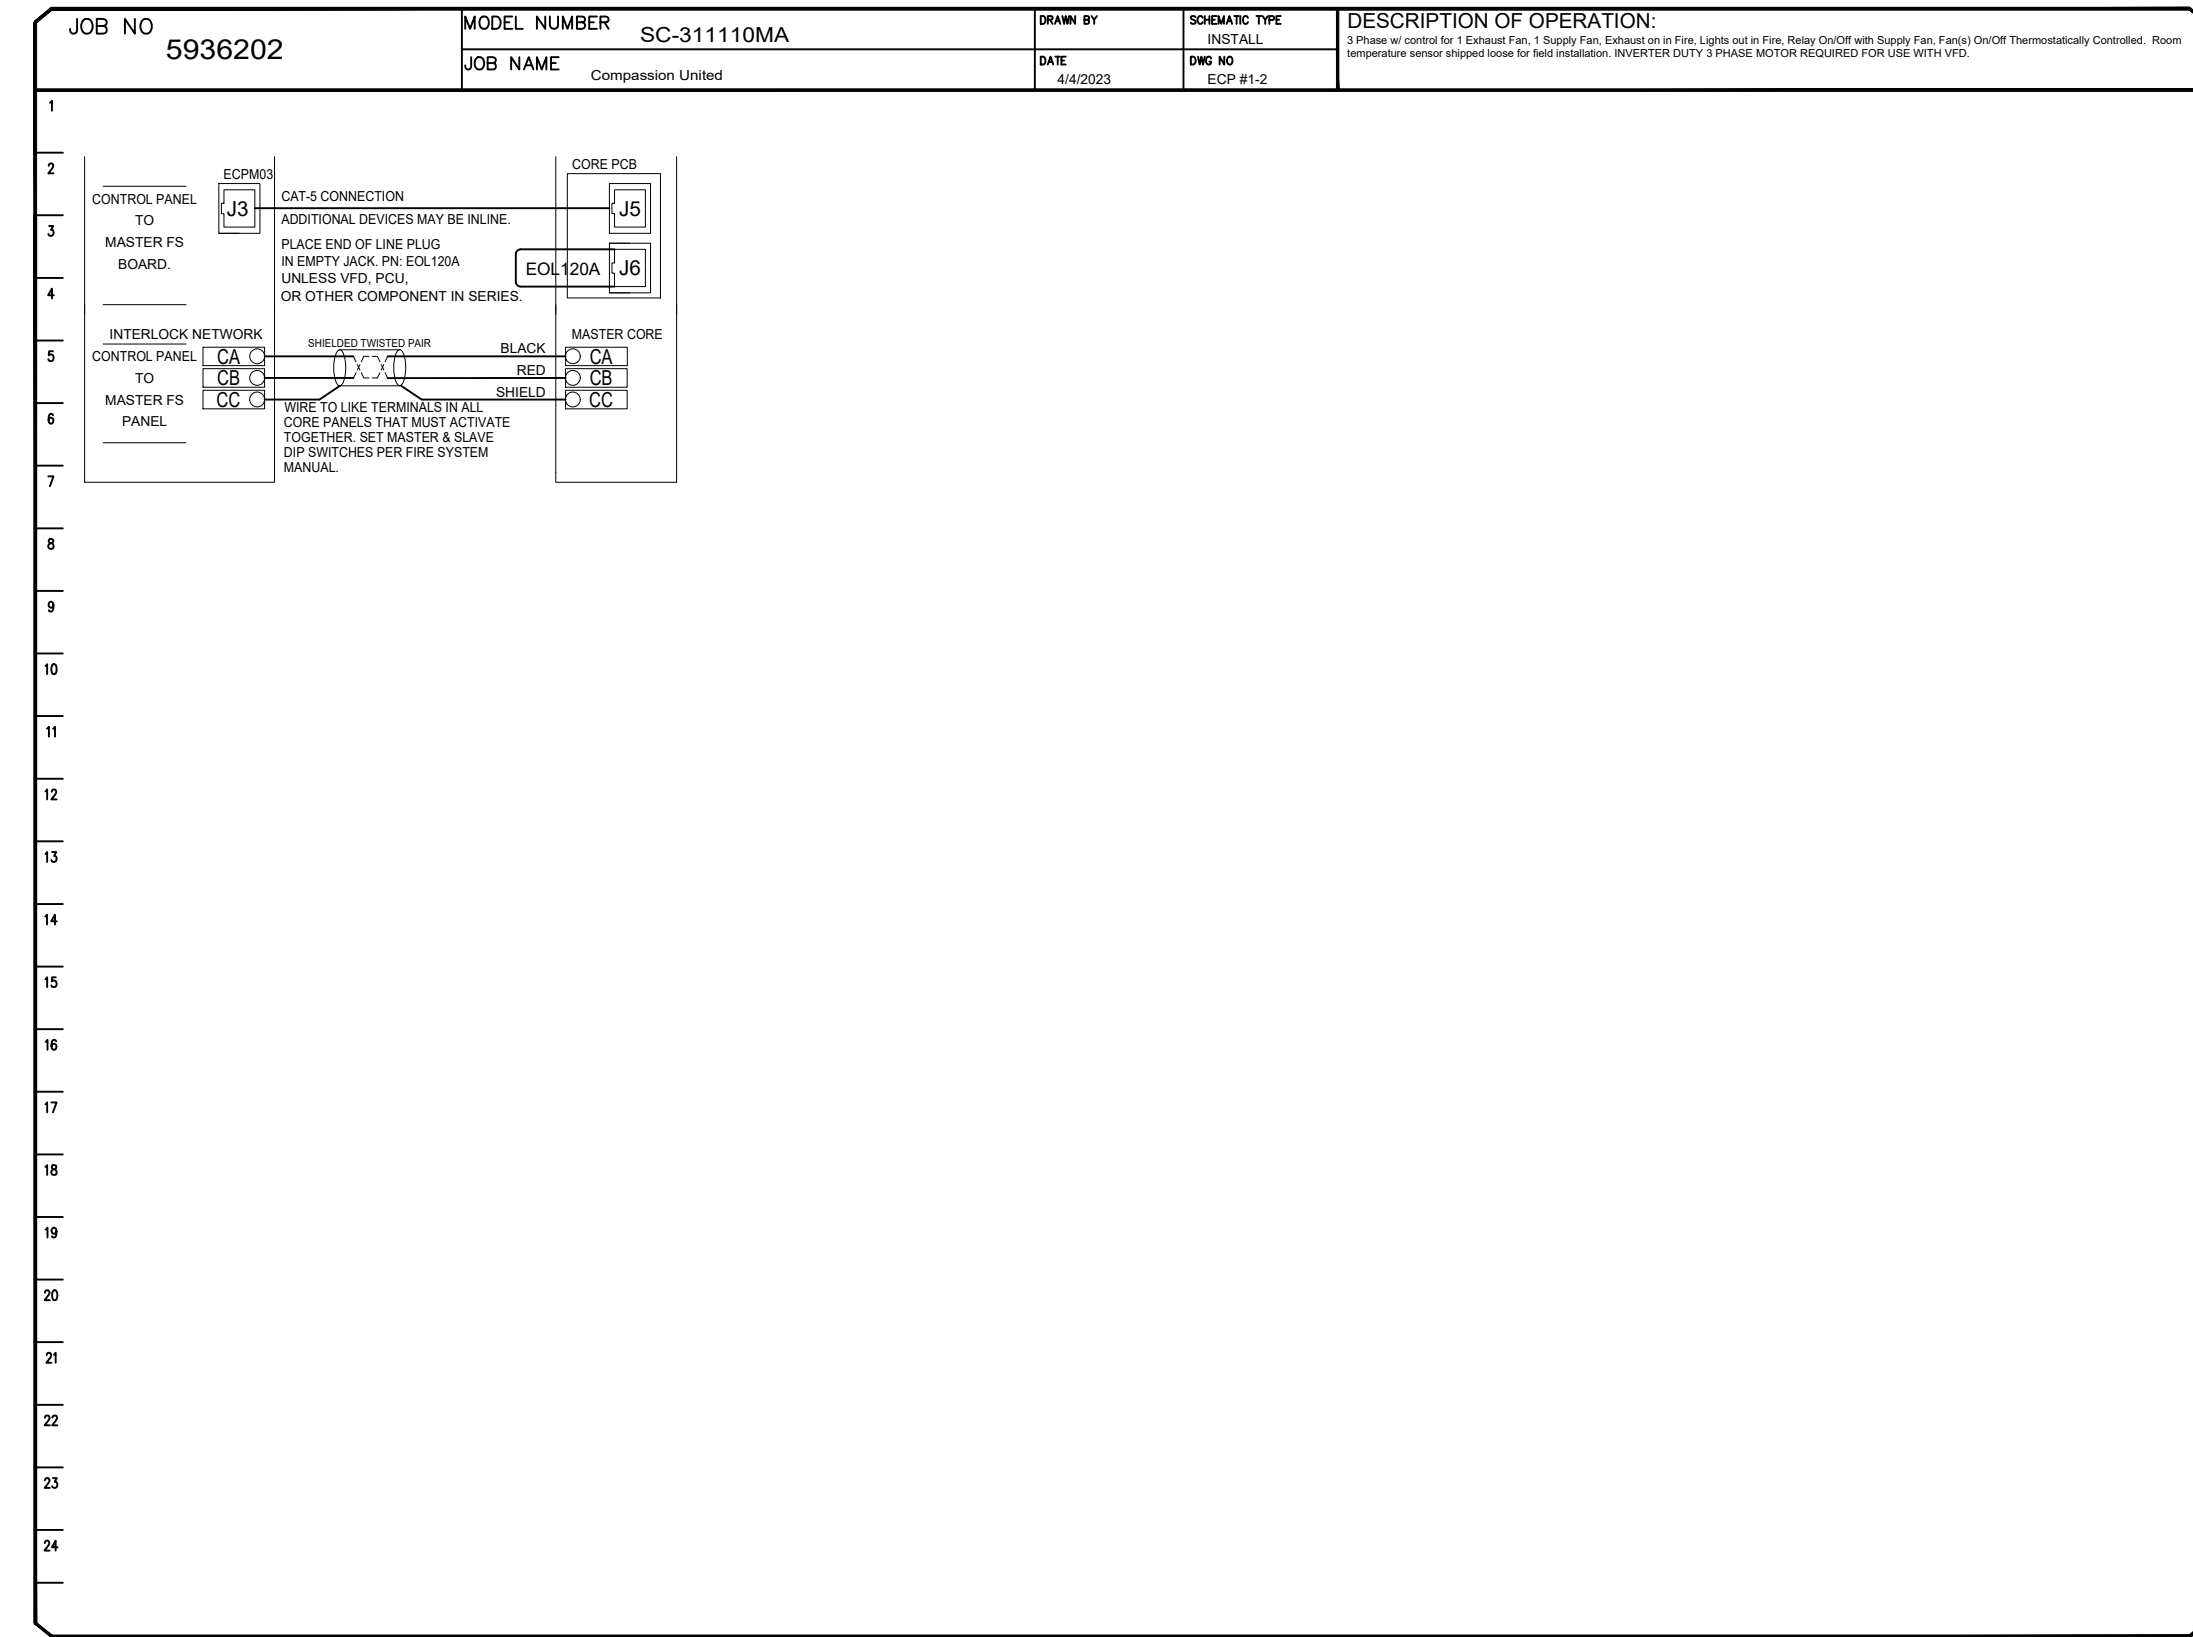 JOB NO
5936202
MODEL NUMBER
SC-311110MA
JOB NAME
Compassion United
DRAWN BY
DATE
4/4/2023
SCHEMATIC TYPE
INSTALL
DWG NO
ECP #1-2
DESCRIPTION OF OPERATION:
3 Phase w/ control for 1 Exhaust Fan, 1 Supply Fan, Exhaust on in Fire, Lights out in Fire, Relay On/Off with Supply Fan, Fan(s) On/Off Thermostatically Controlled. Room
temperature sensor shipped loose for field installation. INVERTER DUTY 3 PHASE MOTOR REQUIRED FOR USE WITH VFD.
1
2
3
4
5
6
7
8
9
10
11
12
13
14
15
16
17
18
19
20
21
22
23
24
CONTROL PANEL
TO
MASTER FS
BOARD.
ECPM03
J3
CAT-5 CONNECTION
ADDITIONAL DEVICES MAY BE INLINE.
PLACE END OF LINE PLUG
IN EMPTY JACK. PN: EOL120A
UNLESS VFD, PCU,
OR OTHER COMPONENT IN SERIES.
CORE PCB
J5
EOL120A
J6
INTERLOCK NETWORK
CONTROL PANEL
TO
MASTER FS
PANEL
CA
CB
CC
SHIELDED TWISTED PAIR
BLACK
RED
SHIELD
WIRE TO LIKE TERMINALS IN ALL
CORE PANELS THAT MUST ACTIVATE
TOGETHER. SET MASTER & SLAVE
DIP SWITCHES PER FIRE SYSTEM
MANUAL.
MASTER CORE
CA
CB
CC